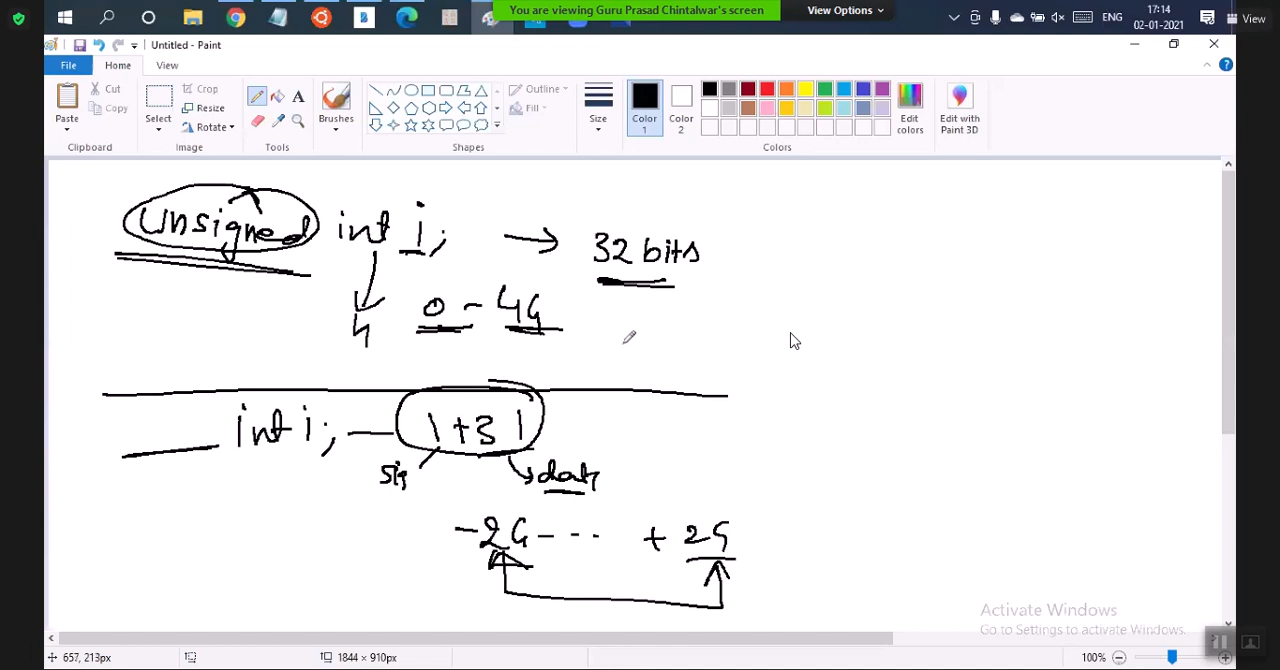 You are viewing Guru Prasad Chintalwar's screen
View Options
ENG
17:14
02-01-2021
View
Untitled - Paint
File
Home
View
Paste
Cut
Copy
Clipboard
Select
Crop
Resize
Rotate
Image
A
Tools
Brushes
Outline
Fill
Shapes
Size
Color 1
Color 2
Edit colors
Edit with Paint 3D
Colors
unsigned int i; → 32 bits
4 0 - 4G
int i; — 1 + 31
sig
- 2G - - - + 2G
Activate Windows
Go to Settings to activate Windows.
657, 213px
1844 × 910px
100%